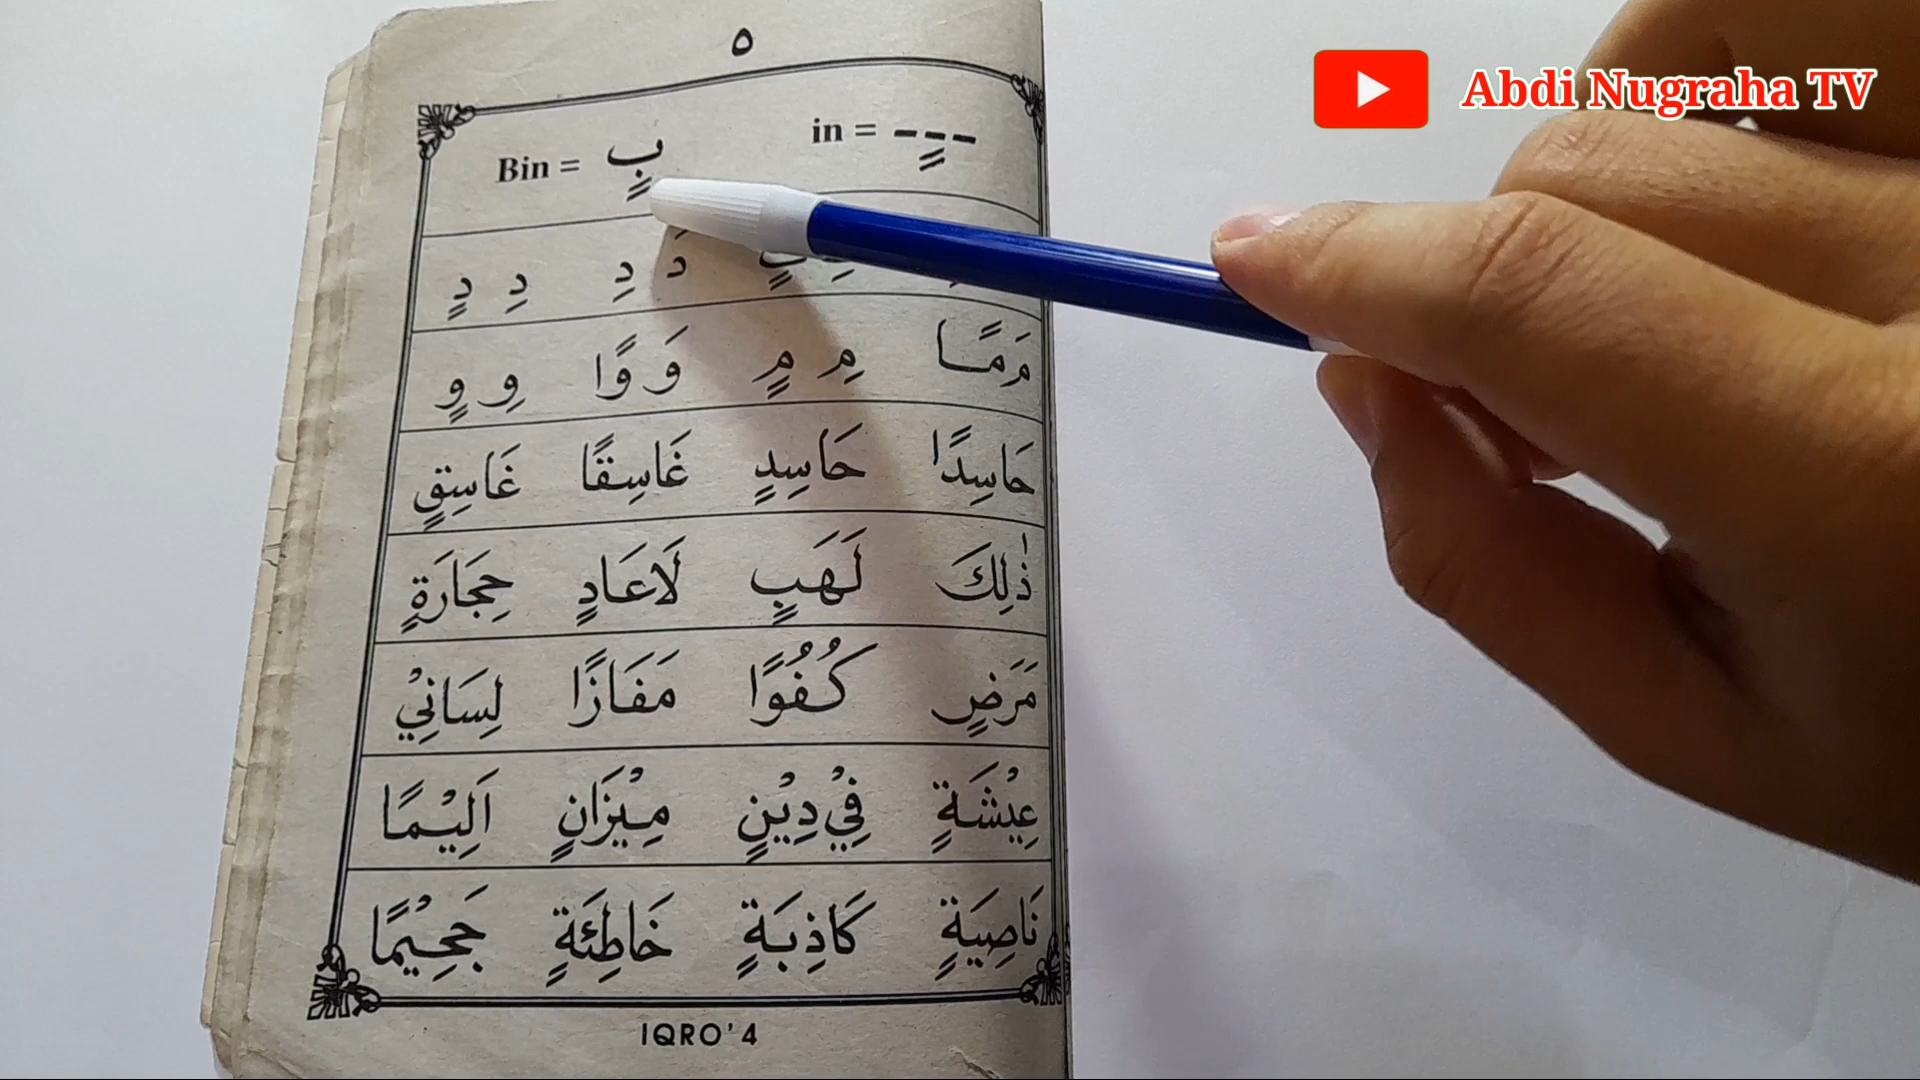 ٥
Abdi Nugraha TV
in = ـٍ
Bin = بٍ
دَ دِ دِ دٍ
مَ مًا مِ مٍ وَ وًا وِ وٍ
حَاسِدًا حَاسِدٍ غَاسِقًا غَاسِقٍ
ذٰلِكَ لَهَبٍ لَاعَادٍ حِجَارَةٍ
مَرَضٍ كُفُوًا مَفَازًا لِسَانِيْ
عِيْشَةٍ فِيْ دِيْنٍ مِيْزَانٍ اَلِيْمًا
نَاصِيَةٍ كَاذِبَةٍ خَاطِئَةٍ جَحِيْمًا
IQRO' 4